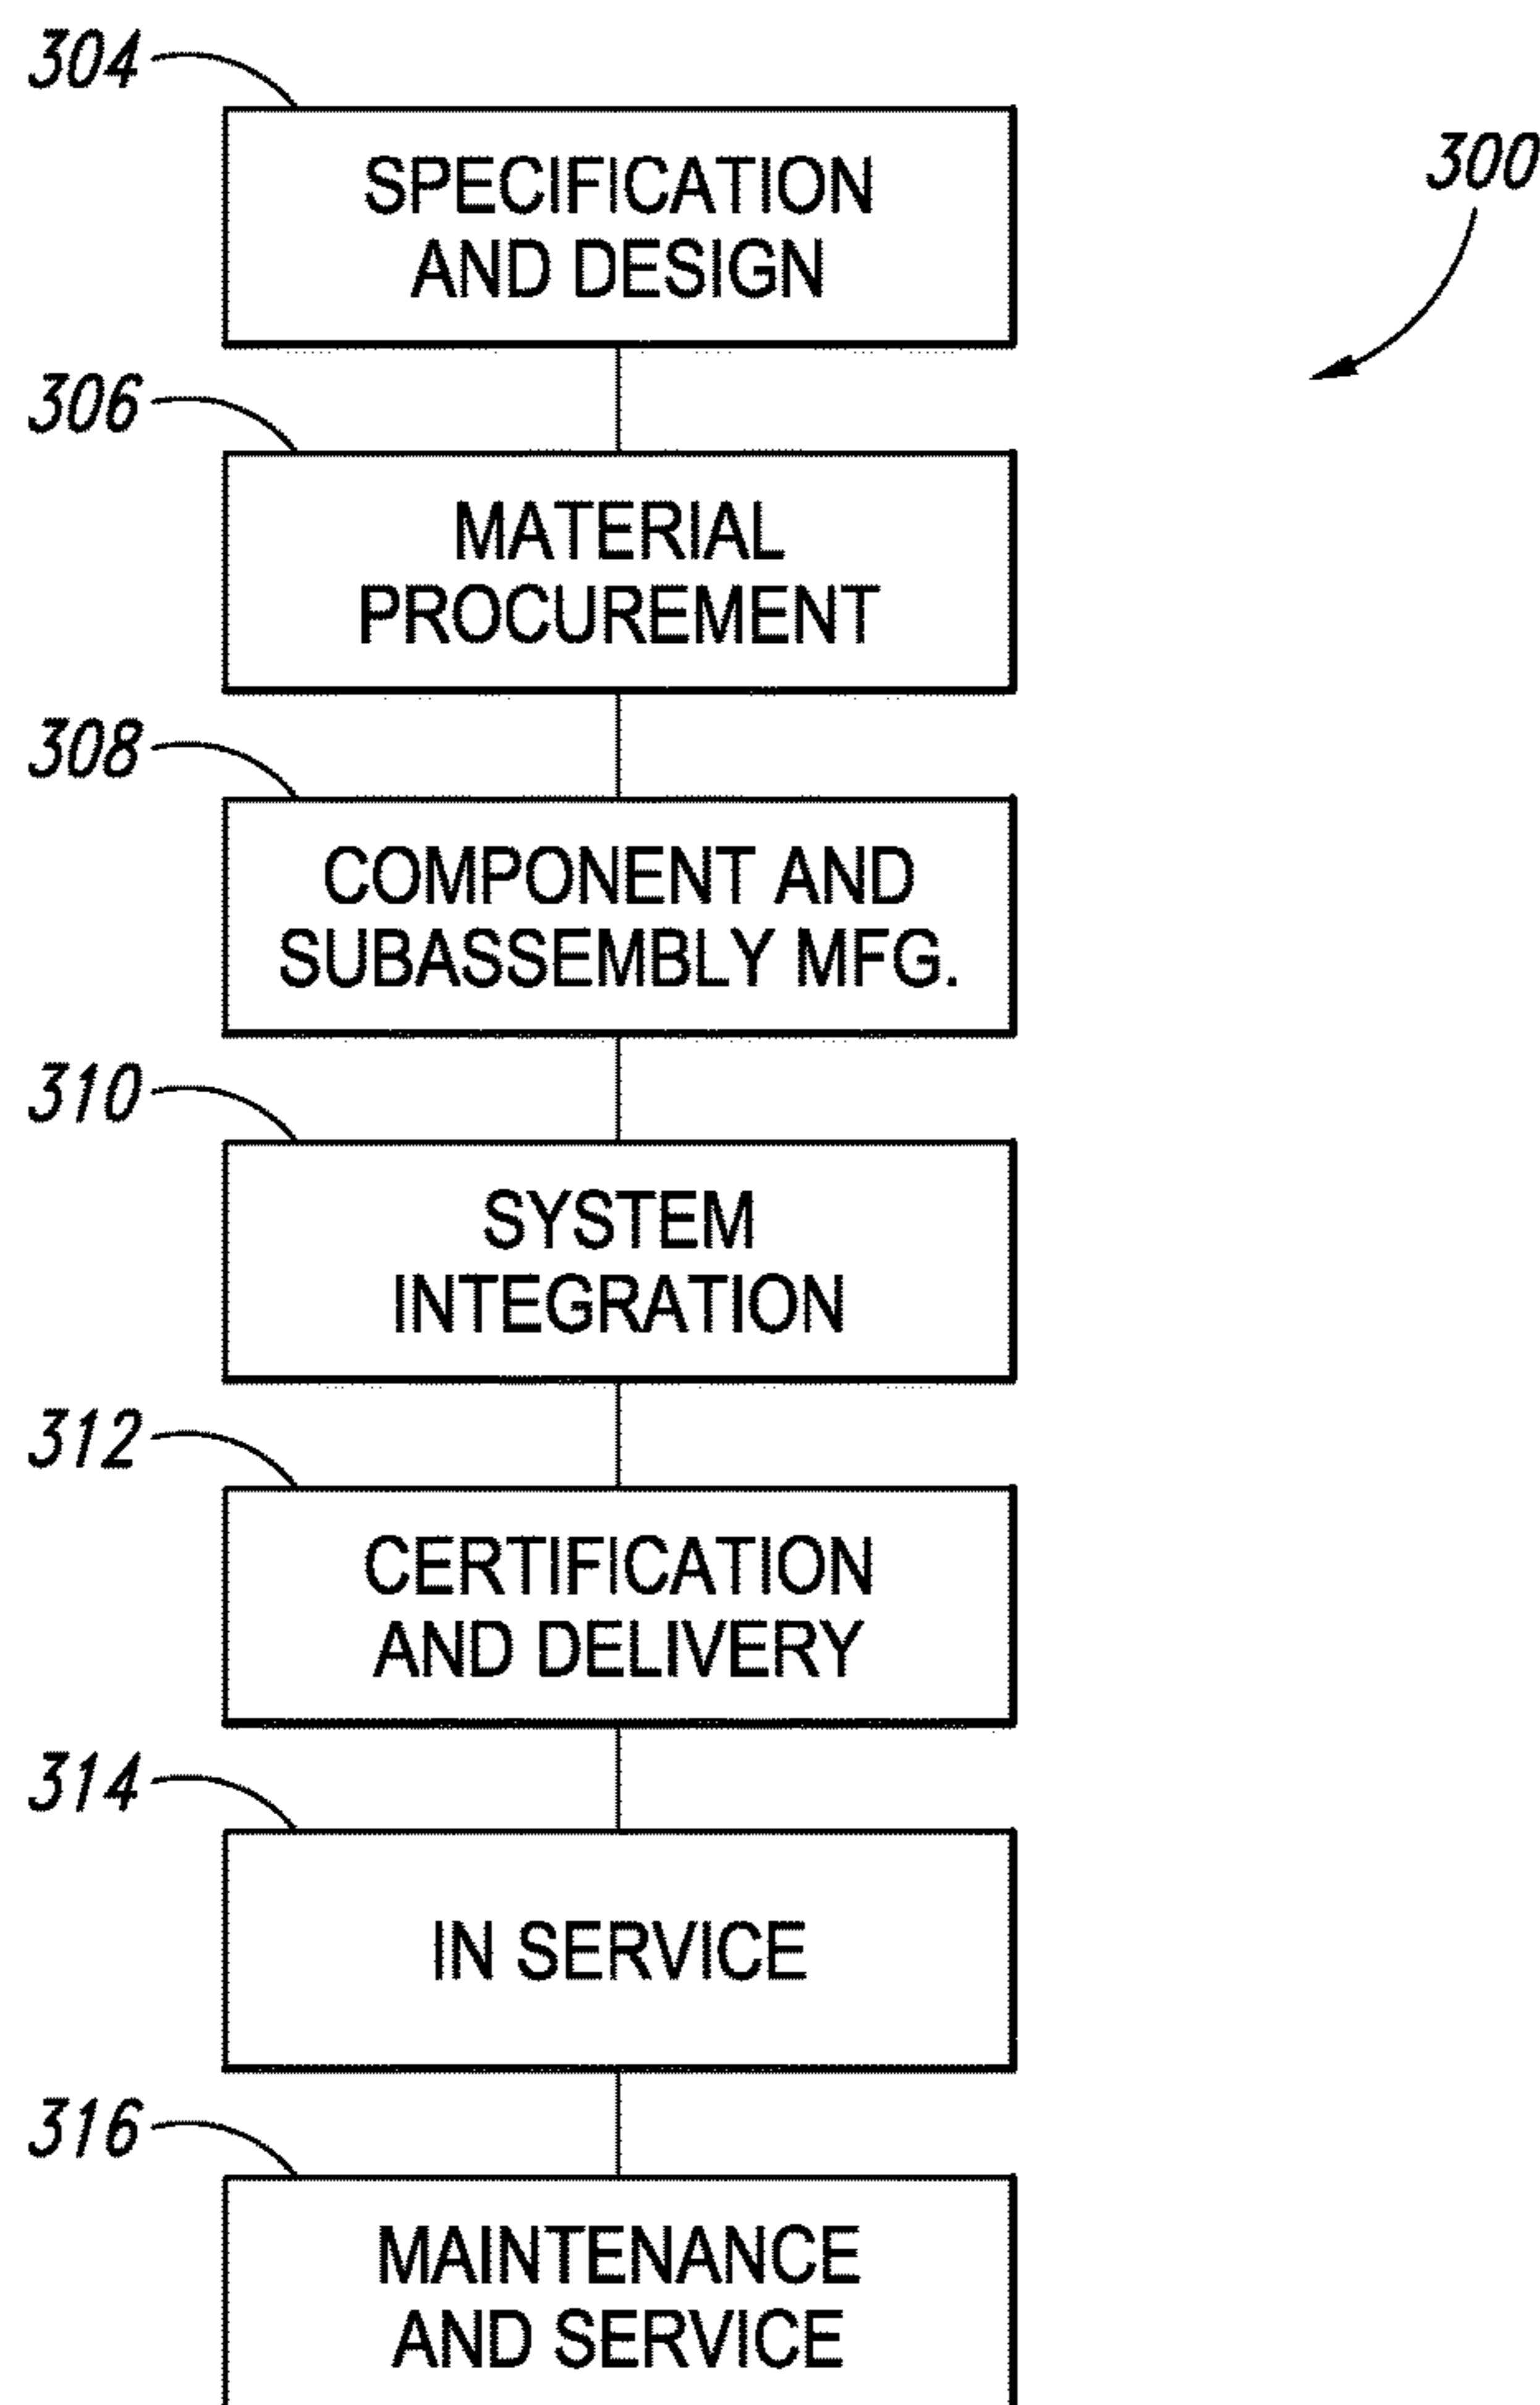 304
SPECIFICATION
AND DESIGN
300
306
MATERIAL
PROCUREMENT
308
COMPONENT AND
SUBASSEMBLY MFG.
310
SYSTEM
INTEGRATION
312
CERTIFICATION
AND DELIVERY
314
IN SERVICE
316
MAINTENANCE
AND SERVICE